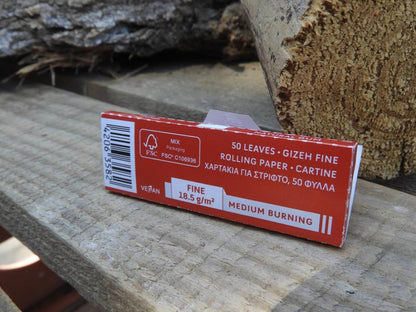 50 LEAVES • GIZEH FINE
ROLLING PAPER • CARTINE
ΧΑΡΤΑΚΙΑ ΓΙΑ ΣΤΡΙΦΤΟ, 50 ΦΥΛΛΑ
FSC
MIX
Packaging
FSC® C106936
VEGAN
FINE
18.5 g/m²
MEDIUM BURNING
42063582